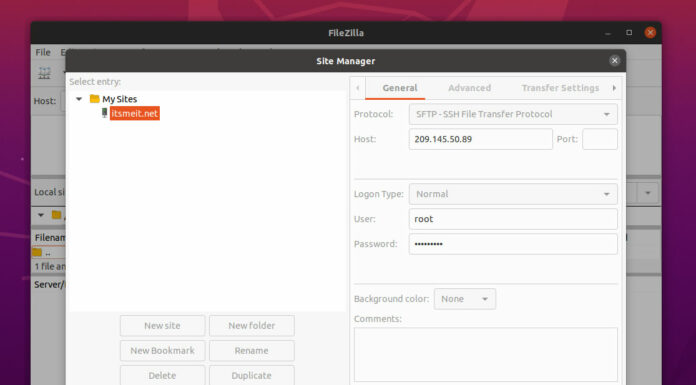 FileZilla
File
Site Manager
Select entry:
My Sites
itsmeit.net
General Advanced Transfer Settings
Protocol: SFTP - SSH File Transfer Protocol
Host: 209.145.50.89 Port:
Host:
Logon Type: Normal
Local si
User: root
Password: •••••••••
Filenam
..
1 file an
Server/
Background color: None
Comments:
New site New folder
New Bookmark Rename
Delete Duplicate